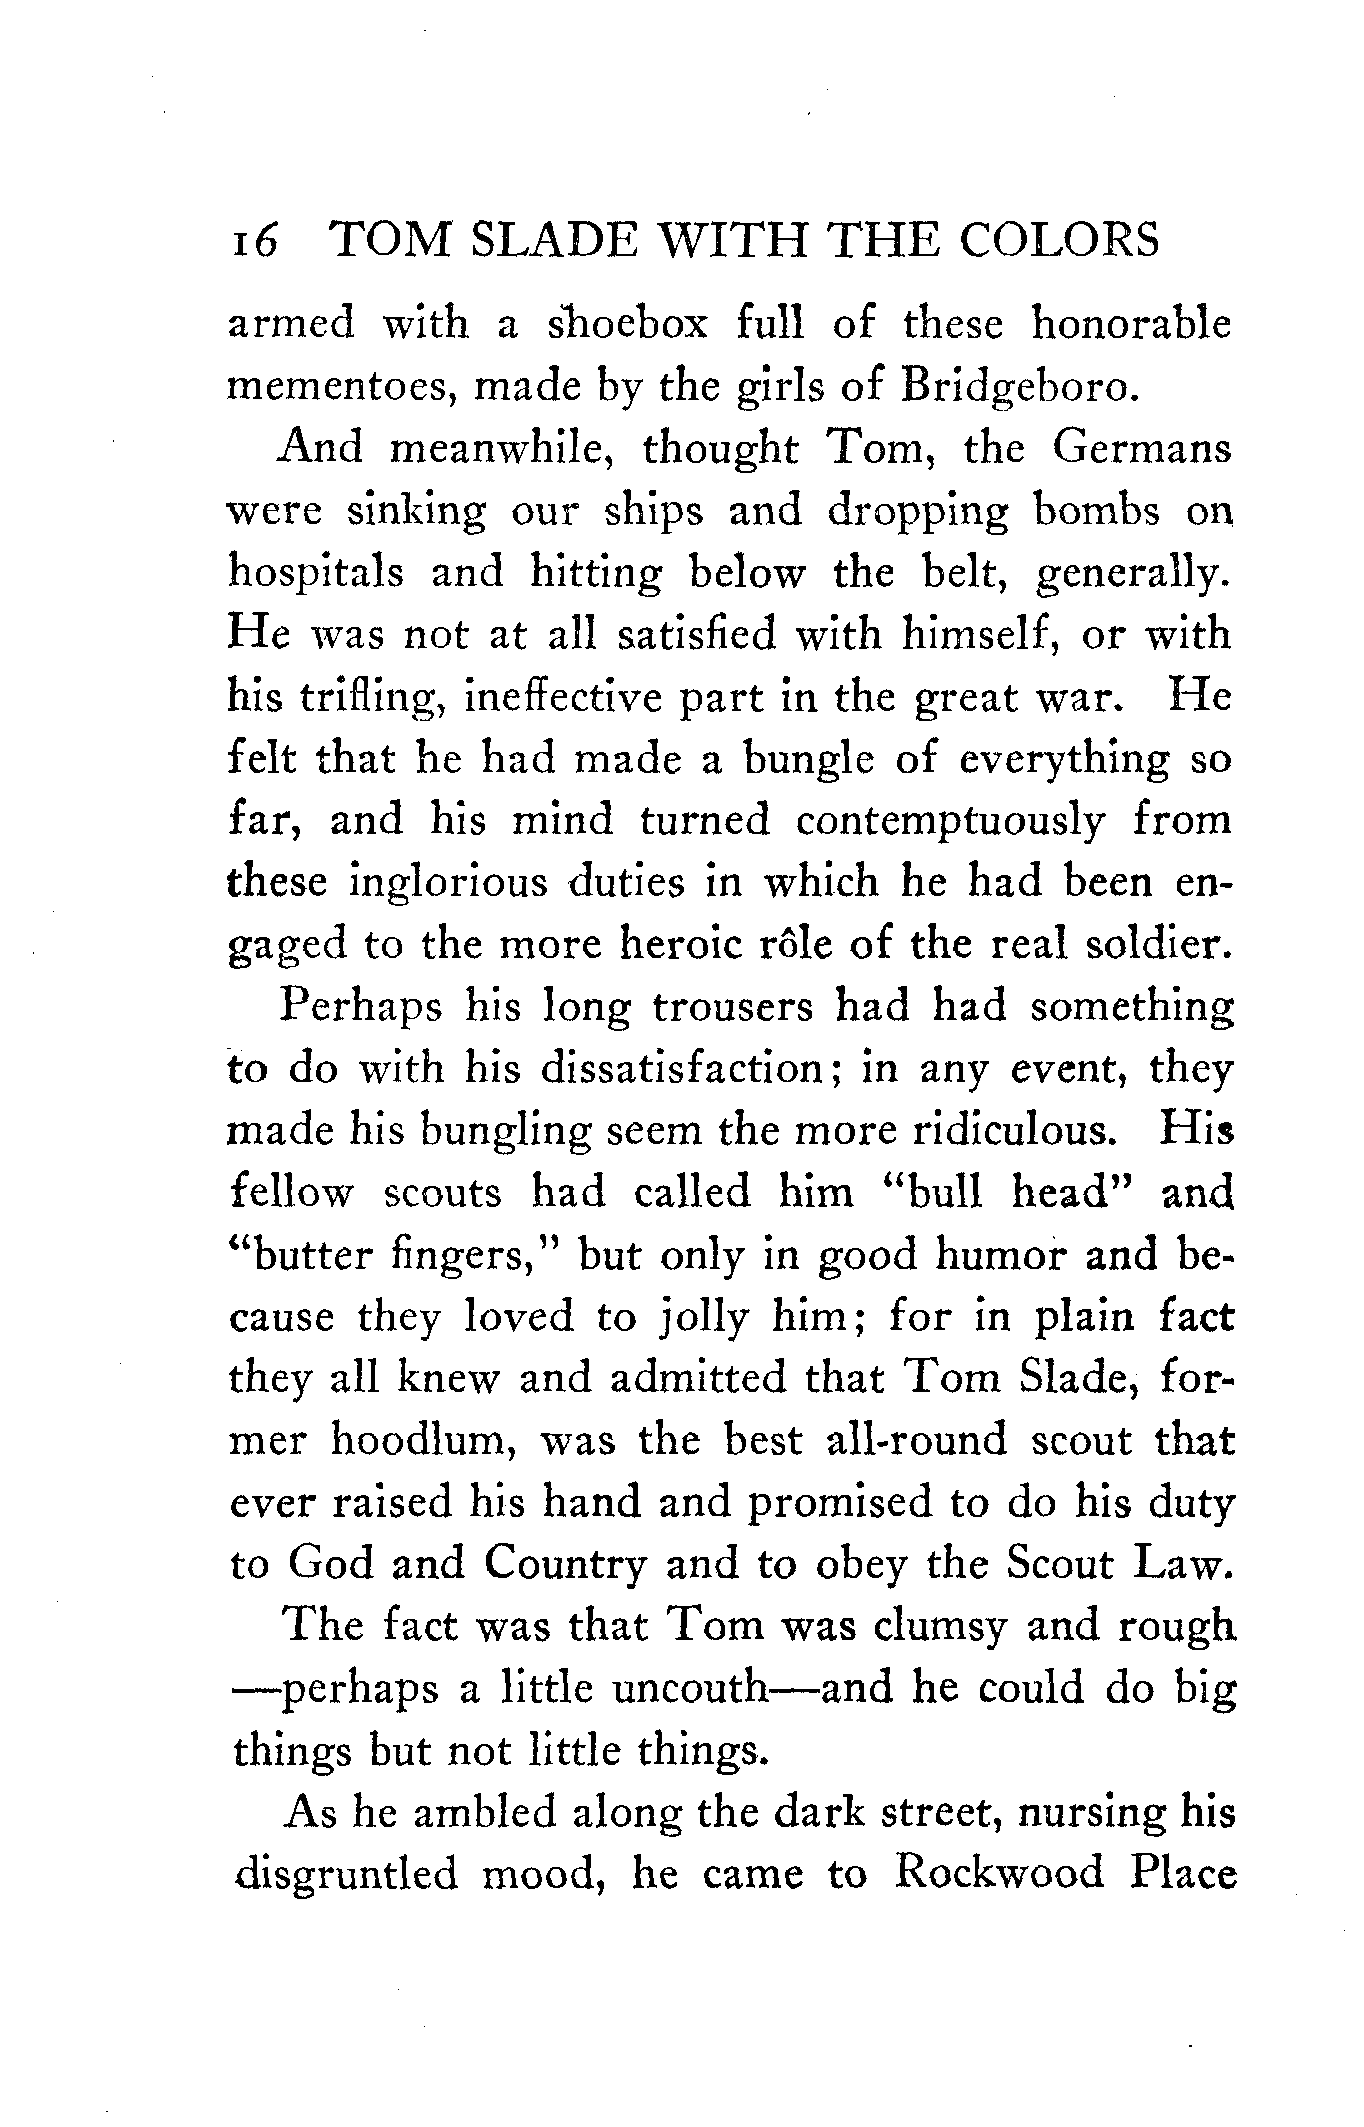 16 TOM SLADE WITH THE COLORS
armed with a shoebox full of these honorable
mementoes, made by the girls of Bridgeboro.
And meanwhile, thought Tom, the Germans
were sinking our ships and dropping bombs on
hospitals and hitting below the belt, generally.
He was not at all satisfied with himself, or with
his trifling, ineffective part in the great war. He
felt that he had made a bungle of everything so
far, and his mind turned contemptuously from
these inglorious duties in which he had been en-
gaged to the more heroic rôle of the real soldier.
Perhaps his long trousers had had something
to do with his dissatisfaction; in any event, they
made his bungling seem the more ridiculous. His
fellow scouts had called him "bull head" and
"butter fingers," but only in good humor and be-
cause they loved to jolly him; for in plain fact
they all knew and admitted that Tom Slade, for-
mer hoodlum, was the best all-round scout that
ever raised his hand and promised to do his duty
to God and Country and to obey the Scout Law.
The fact was that Tom was clumsy and rough
—perhaps a little uncouth—and he could do big
things but not little things.
As he ambled along the dark street, nursing his
disgruntled mood, he came to Rockwood Place